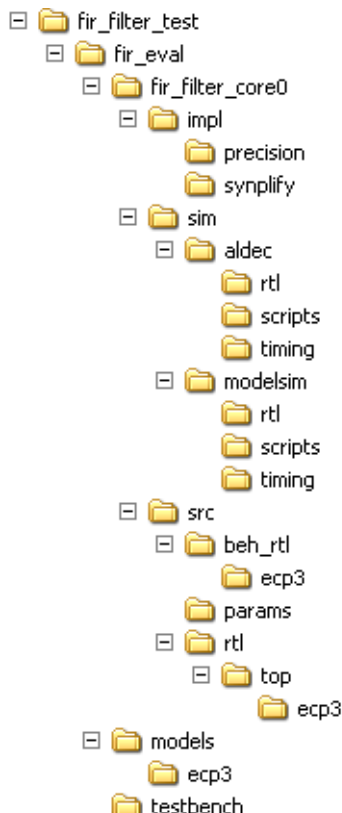 fir_filter_test
fir_eval
fir_filter_core0
impl
precision
synplify
sim
aldec
rtl
scripts
timing
modelsim
rtl
scripts
timing
src
beh_rtl
ecp3
params
rtl
top
ecp3
models
ecp3
testbench